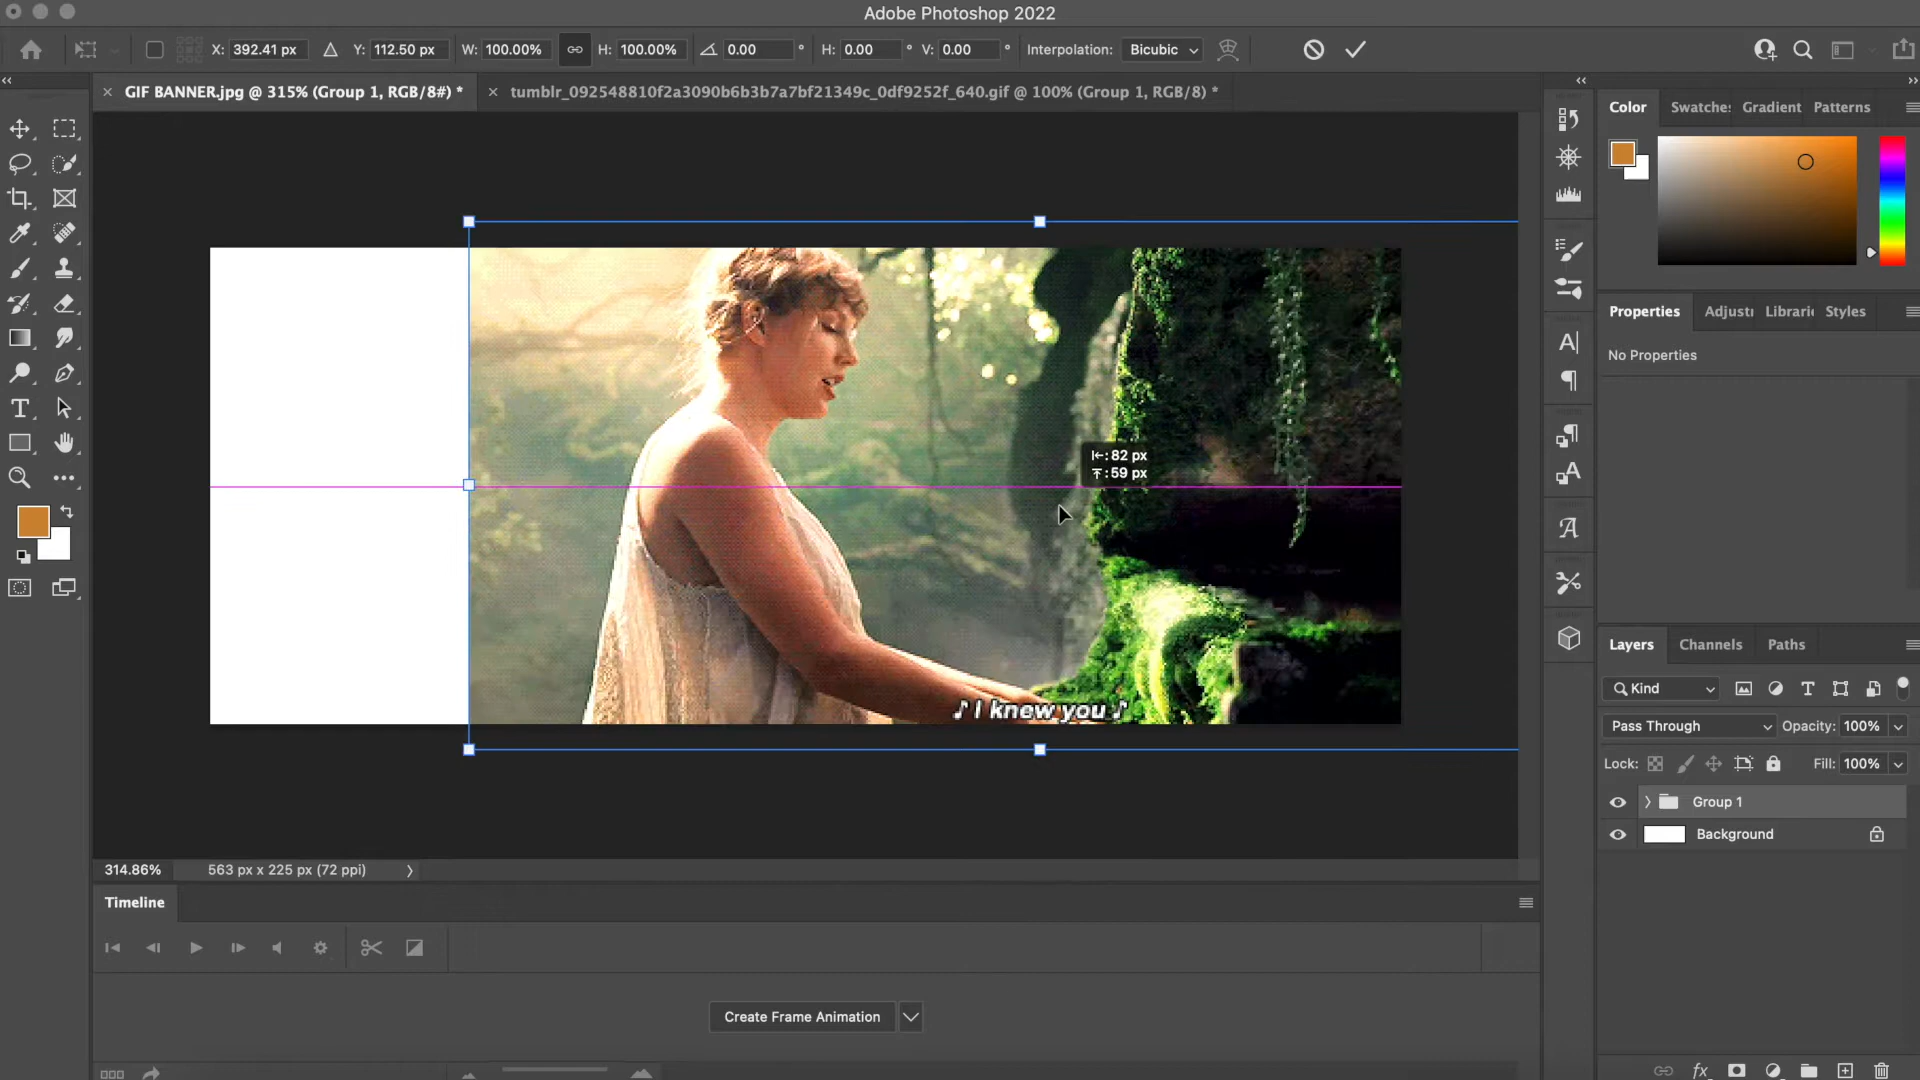 Adobe Photoshop 2022
X: 392.41 px Y: 112.50 px W: 100.00% H: 100.00% 0.00 ° H: 0.00 ° V: 0.00 ° Interpolation: Bicubic
GIF BANNER.jpg @ 315% (Group 1, RGB/8#) * tumblr_092548810f2a3090b6b3b7a7bf21349c_0df9252f_640.gif @ 100% (Group 1, RGB/8) *
Color Swatches Gradient Patterns
Properties Adjustı Librari Styles
No Properties
: 82 px
: 59 px
♪ I knew you ♪
Layers Channels Paths
Kind
Pass Through Opacity: 100%
Lock: Fill: 100%
Group 1
Background
314.86% 563 px x 225 px (72 ppi)
Timeline
Create Frame Animation
fx